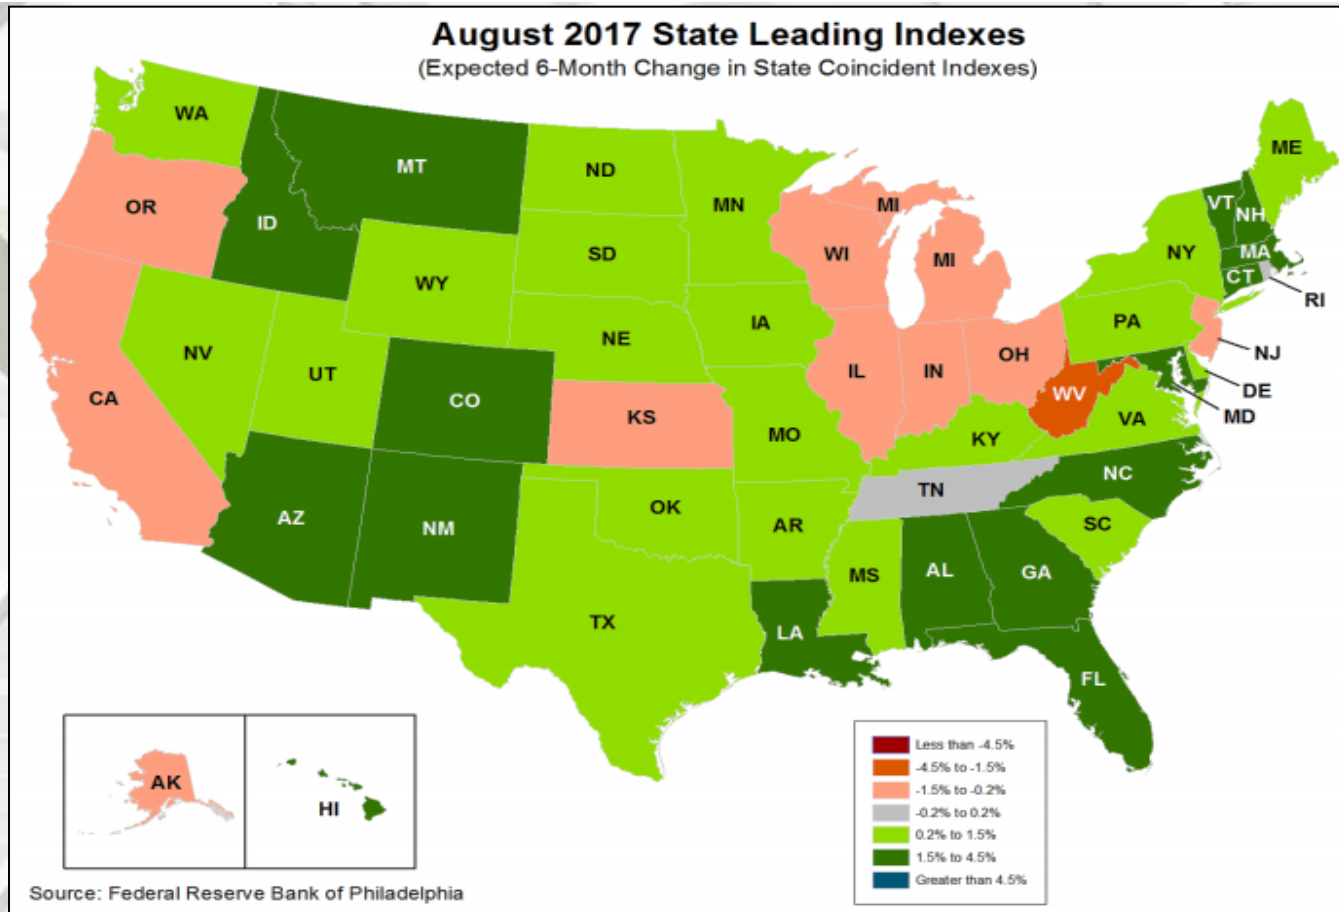 August 2017 State Leading Indexes
(Expected 6-Month Change in State Coincident Indexes)
WA
MT
ND
MN
ME
OR
ID
SD
WI
MI
MI
VT
NH
NY
MA
CT
RI
WY
NE
IA
PA
NJ
NV
UT
CO
KS
MO
IL
IN
OH
WV
VA
DE
MD
CA
KY
AZ
NM
OK
AR
TN
NC
SC
TX
LA
MS
AL
GA
FL
AK
HI
Less than -4.5%
-4.5% to -1.5%
-1.5% to -0.2%
-0.2% to 0.2%
0.2% to 1.5%
1.5% to 4.5%
Greater than 4.5%
Source: Federal Reserve Bank of Philadelphia